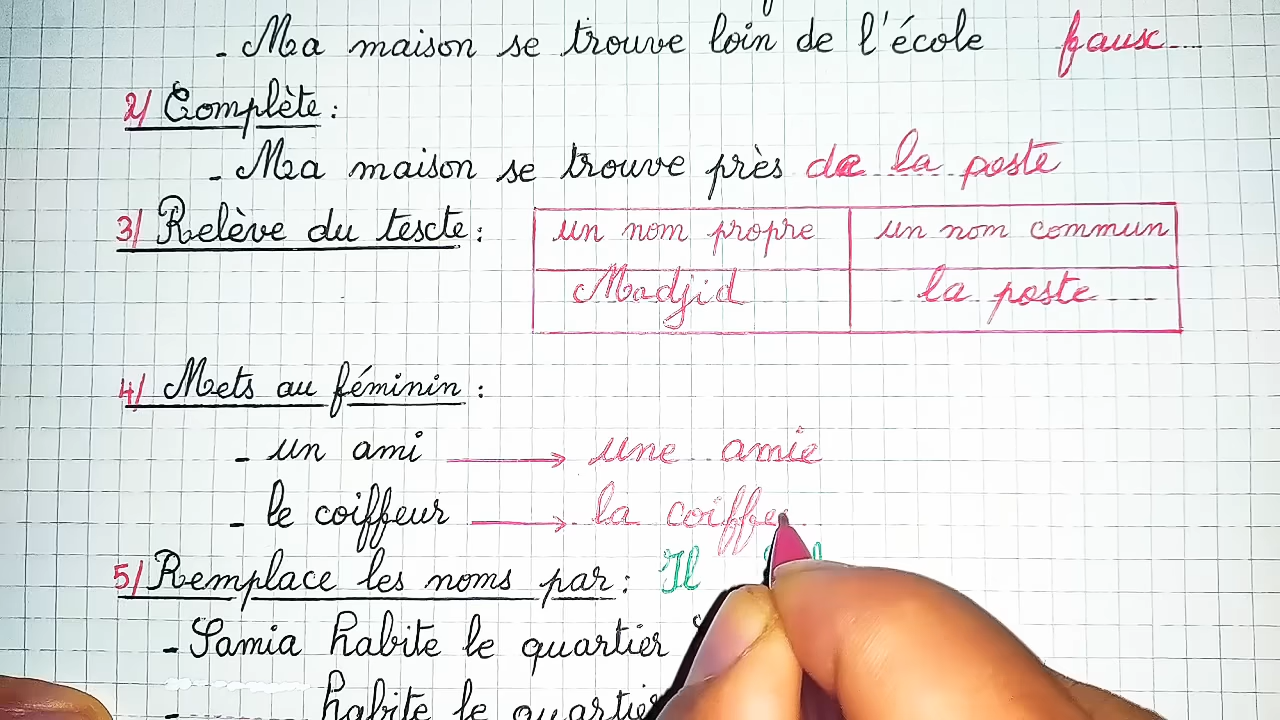 - Ma maison se trouve loin de l'école faux
2/ Complète :
- Ma maison se trouve près de la poste
3/ Relève du texte :
un nom propre un nom commun
Madjid la poste
4/ Mets au féminin :
- un ami → une amie
- le coiffeur → la coiffe
5/ Remplace les noms par : Il
- Samia habite le quartier
- habite le quartie